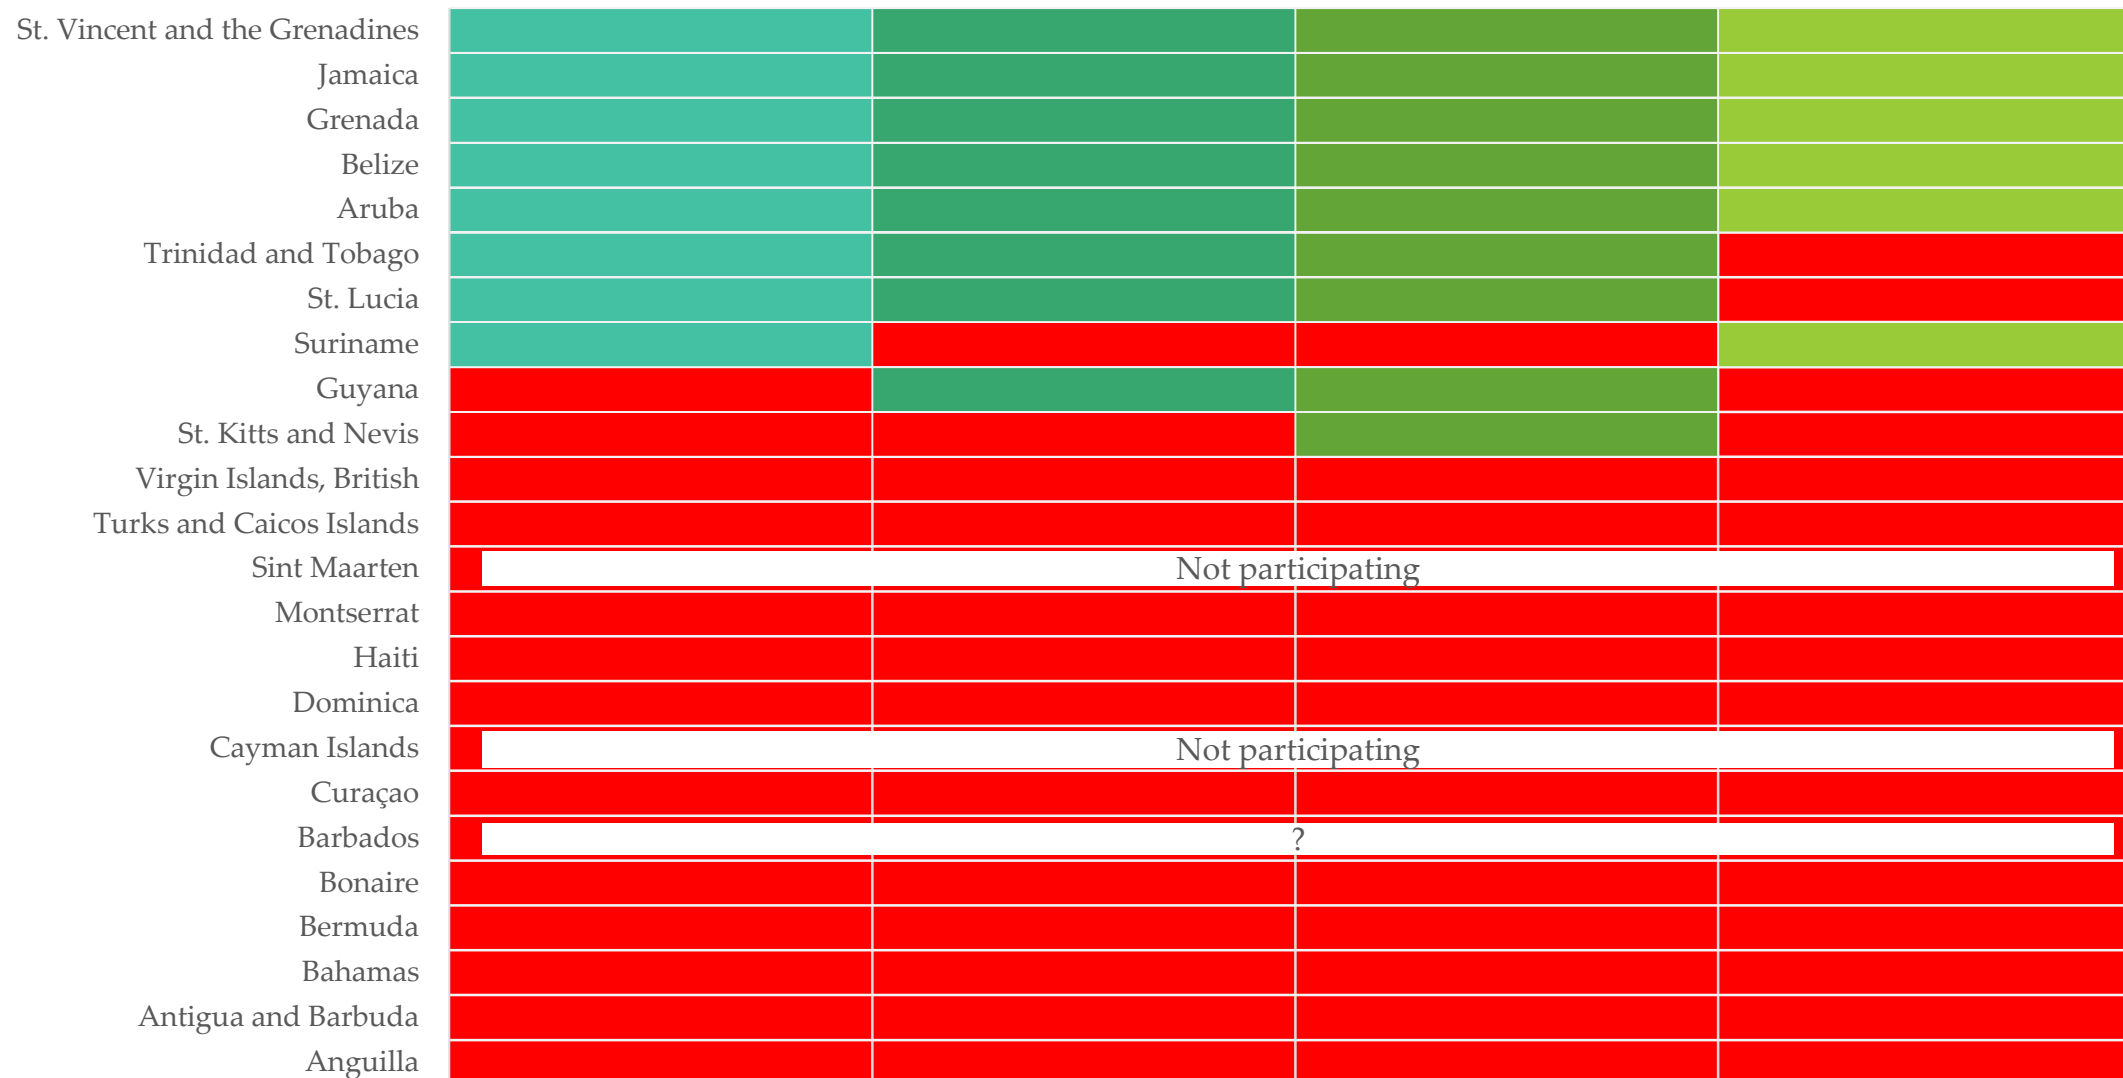 St. Vincent and the Grenadines
Jamaica
Grenada
Belize
Aruba
Trinidad and Tobago
St. Lucia
Suriname
Guyana
St. Kitts and Nevis
Virgin Islands, British
Turks and Caicos Islands
Sint Maarten
Not participating
Montserrat
Haiti
Dominica
Cayman Islands
Not participating
Curaçao
Barbados
?
Bonaire
Bermuda
Bahamas
Antigua and Barbuda
Anguilla